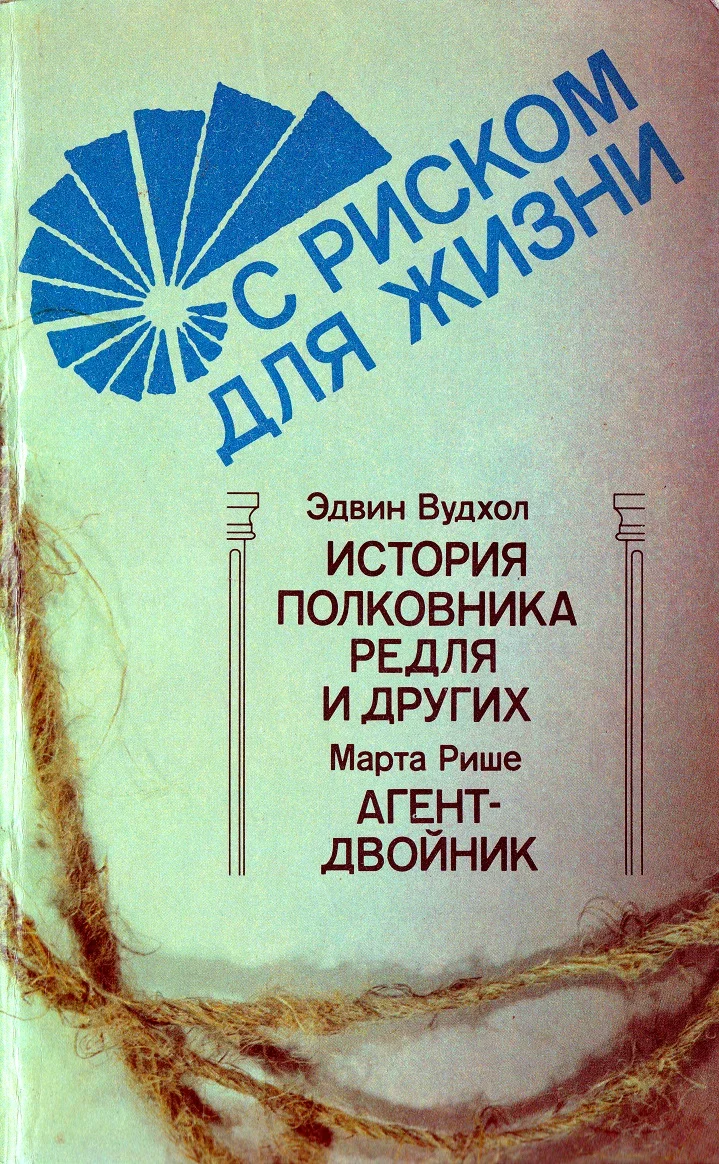 С РИСКОМ
ДЛЯ ЖИЗНИ
Эдвин Вудхол
ИСТОРИЯ
ПОЛКОВНИКА
РЕДЛЯ
И ДРУГИХ
Марта Рише
АГЕНТ-
ДВОЙНИК